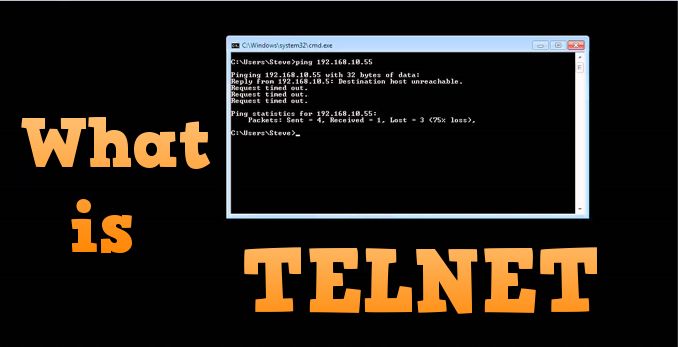 What
is
C:\Windows\system32\cmd.exe
C:\Users\Steve>ping 192.168.10.55
Pinging 192.168.10.55 with 32 bytes of data:
Reply from 192.168.10.5: Destination host unreachable.
Request timed out.
Request timed out.
Request timed out.
Ping statistics for 192.168.10.55:
Packets: Sent = 4, Received = 1, Lost = 3 (75% loss),
C:\Users\Steve>_
TELNET